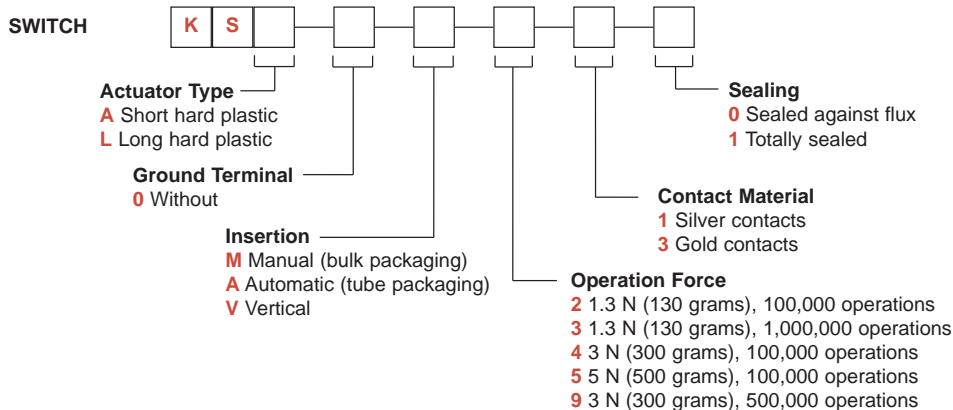 SWITCH K S
Actuator Type
A Short hard plastic
L Long hard plastic
Ground Terminal
0 Without
Insertion
M Manual (bulk packaging)
A Automatic (tube packaging)
V Vertical
Operation Force
2 1.3 N (130 grams), 100,000 operations
3 1.3 N (130 grams), 1,000,000 operations
4 3 N (300 grams), 100,000 operations
5 5 N (500 grams), 100,000 operations
9 3 N (300 grams), 500,000 operations
Contact Material
1 Silver contacts
3 Gold contacts
Sealing
0 Sealed against flux
1 Totally sealed